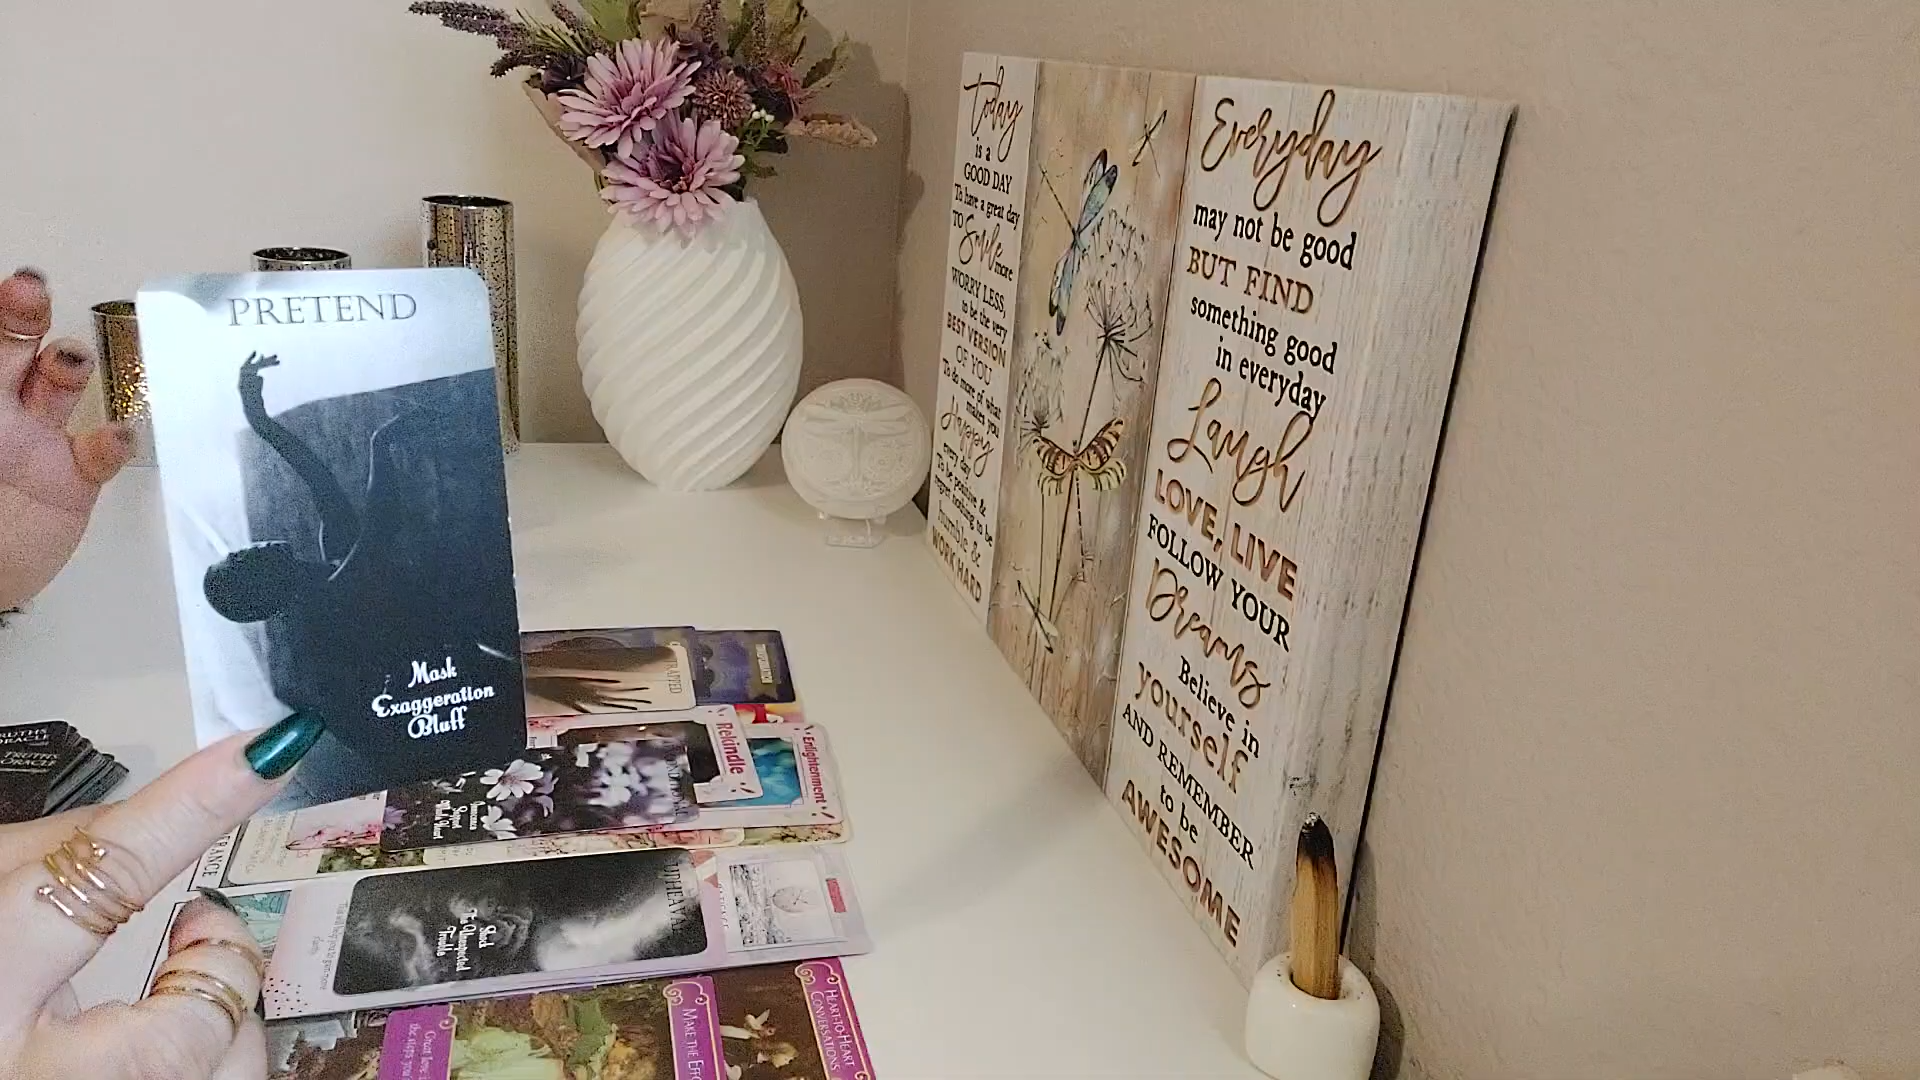 PRETEND
Mask
Exaggeration
Bluff
Today
is a
GOOD DAY
To have a great day
TO Smile more
WORRY LESS,
to be the very
BEST VERSION
OF YOU
To do more of what
makes you
Happy
every day
To be positive &
regret nothing to be
humble &
WORK HARD
Everyday
may not be good
BUT FIND
something good
in everyday
Laugh
LOVE, LIVE
FOLLOW YOUR
Dreams
Believe in
yourself
AND REMEMBER
to be
AWESOME
TRUTHS
ORACLE
TRAPPED
Rekindle
Enlightenment
UPHEAVAL
Shock
The Unexpected
Trouble
HEART-TO-HEART
CONVERSATIONS
MAKE THE